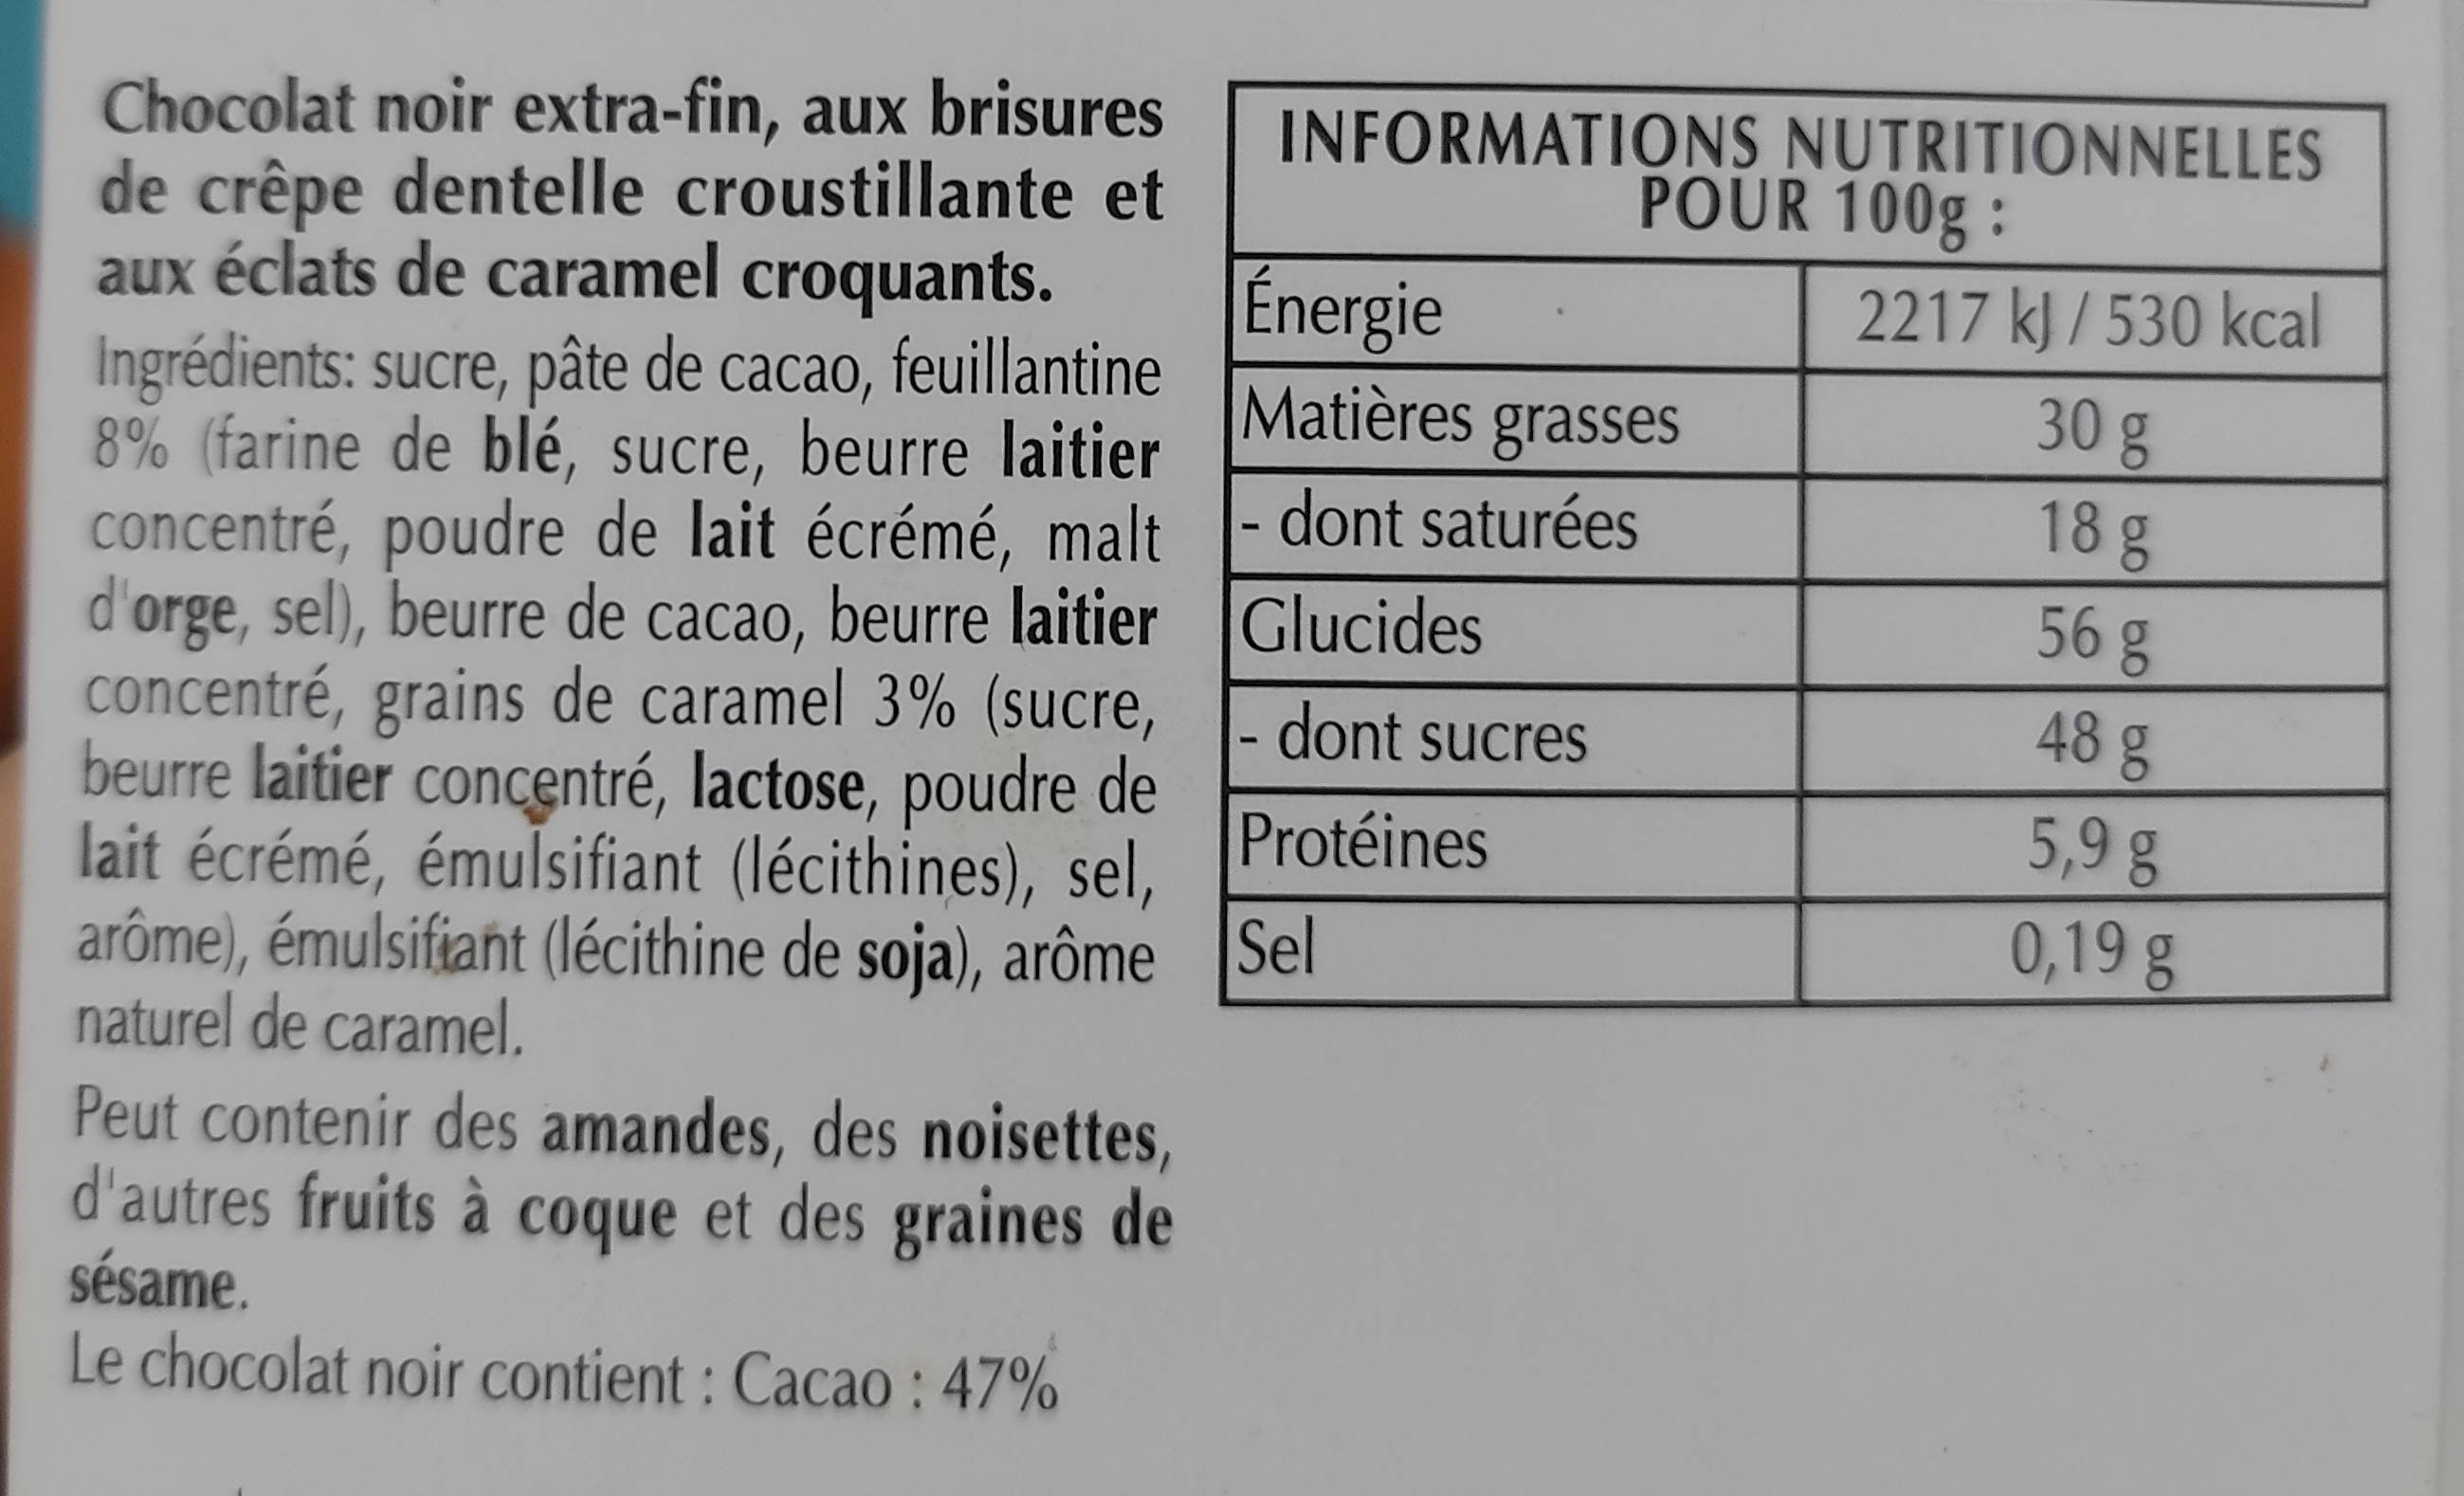 Chocolat noir extra-fin, aux brisures
de crêpe dentelle croustillante et
aux éclats de caramel croquants.
Ingrédients: sucre, pâte de cacao, feuillantine
8% (farine de blé, sucre, beurre laitier
concentré, poudre de lait écrémé, malt
d'orge, sel), beurre de cacao, beurre laitier
concentré, grains de caramel 3% (sucre,
beurre laitier concentré, lactose, poudre de
lait écrémé, émulsifiant (lécithines), sel,
arôme), émulsifiant (lécithine de soja), arôme
naturel de caramel.
Peut contenir des amandes, des noisettes,
d'autres fruits à coque et des graines de
sésame.
Le chocolat noir contient : Cacao : 47%
INFORMATIONS NUTRITIONNELLES
POUR 100g :
Énergie 2217 kJ / 530 kcal
Matières grasses 30 g
- dont saturées 18 g
Glucides 56 g
- dont sucres 48 g
Protéines 5,9 g
Sel 0,19 g